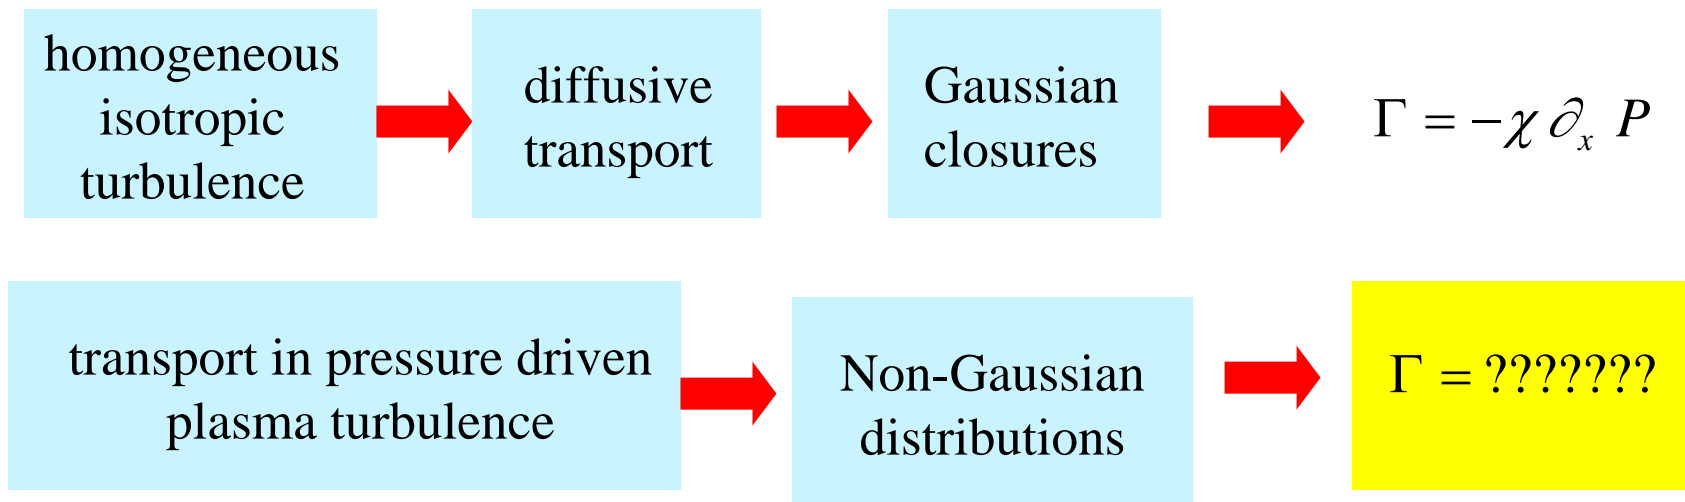 homogeneous
isotropic
turbulence
diffusive
transport
Gaussian
closures
Γ = −χ ∂ₓ P
transport in pressure driven
plasma turbulence
Non-Gaussian
distributions
Γ = ???????